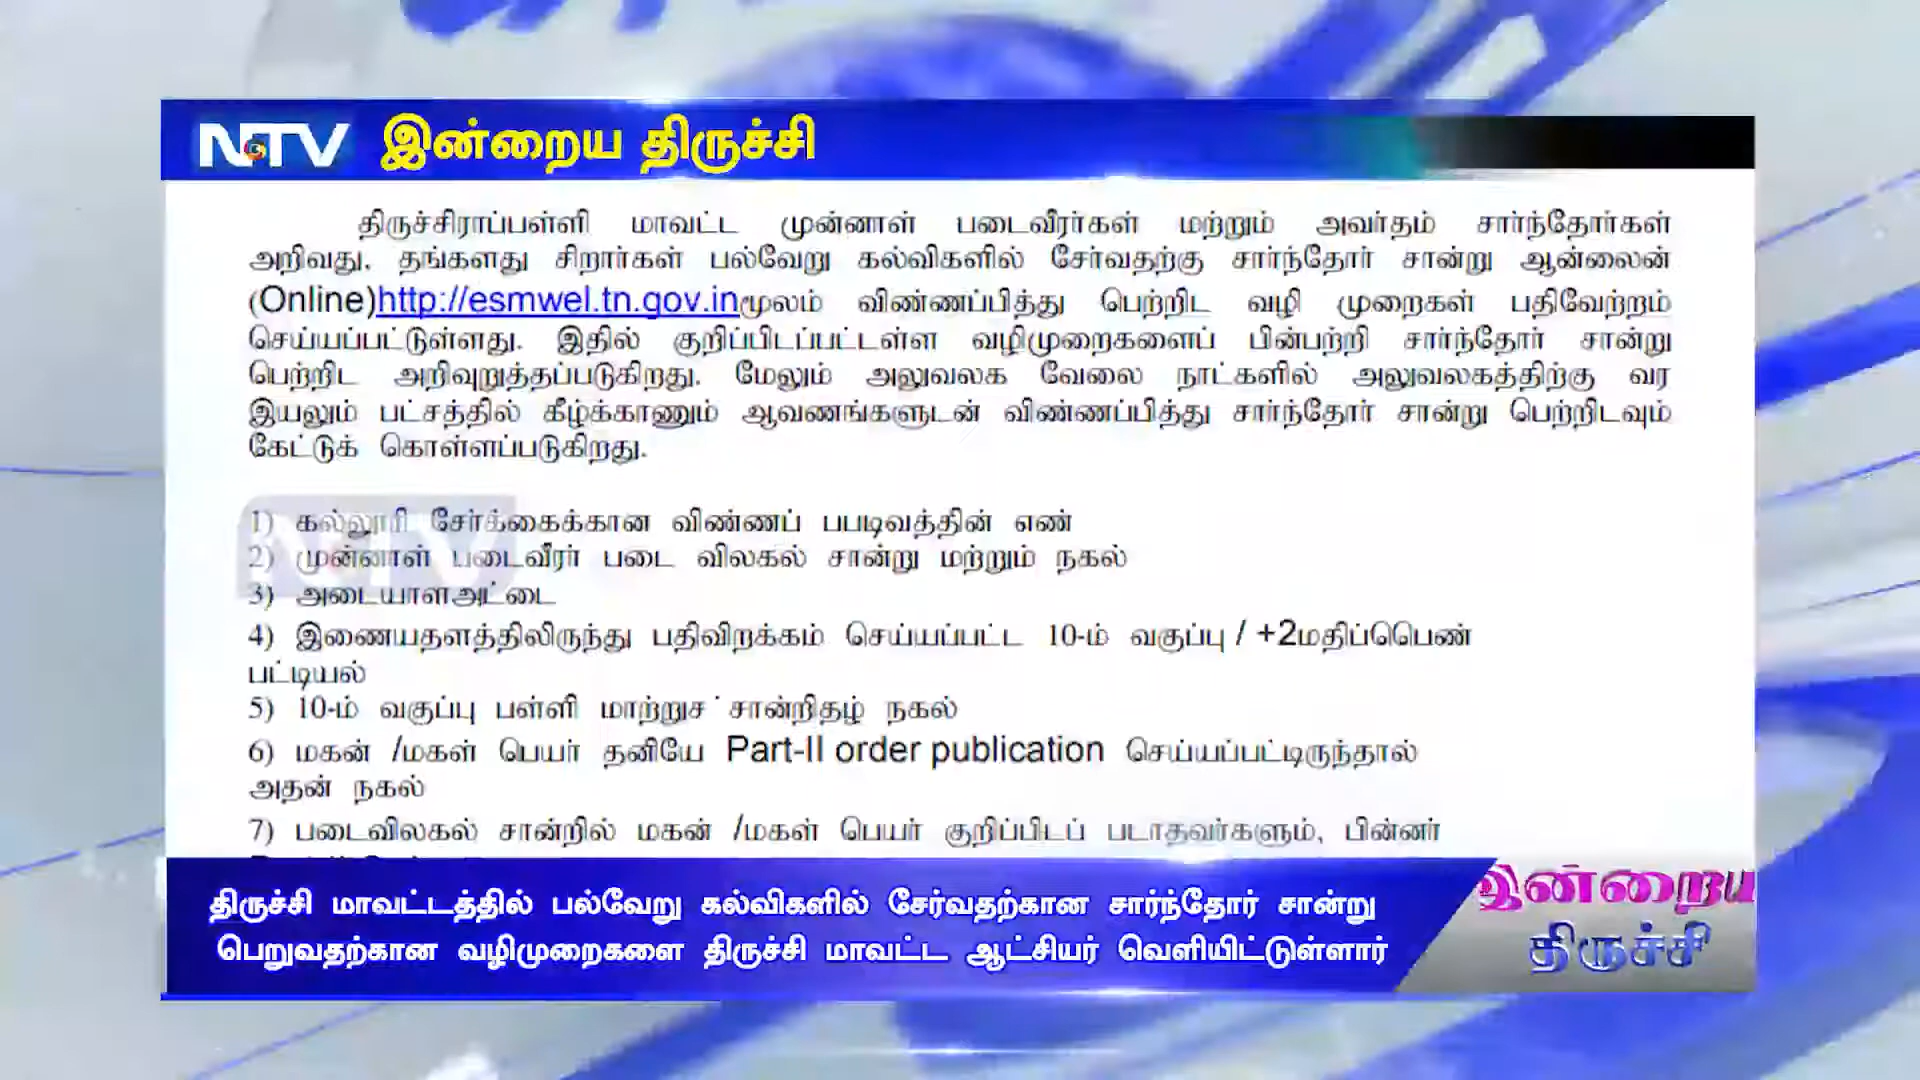 NTV இன்றைய திருச்சி
திருச்சிராப்பள்ளி மாவட்ட முன்னாள் படைவீரர்கள் மற்றும் அவர்தம் சார்ந்தோர்கள்
அறிவது. தங்களது சிறார்கள் பல்வேறு கல்விகளில் சேர்வதற்கு சார்ந்தோர் சான்று ஆன்லைன்
(Online)http://esmwel.tn.gov.inமூலம் விண்ணப்பித்து பெற்றிட வழி முறைகள் பதிவேற்றம்
செய்யப்பட்டுள்ளது. இதில் குறிப்பிடப்பட்டள்ள வழிமுறைகளைப் பின்பற்றி சார்ந்தோர் சான்று
பெற்றிட அறிவுறுத்தப்படுகிறது. மேலும் அலுவலக வேலை நாட்களில் அலுவலகத்திற்கு வர
இயலும் பட்சத்தில் கீழ்க்காணும் ஆவணங்களுடன் விண்ணப்பித்து சார்ந்தோர் சான்று பெற்றிடவும்
கேட்டுக் கொள்ளப்படுகிறது.
1) கல்லூரி சேர்க்கைக்கான விண்ணப் பபடிவத்தின் எண்
2) முன்னாள் படைவீரர் படை விலகல் சான்று மற்றும் நகல்
3) அடையாளஅட்டை
4) இணையதளத்திலிருந்து பதிவிறக்கம் செய்யப்பட்ட 10-ம் வகுப்பு / +2மதிப்பெண்
பட்டியல்
5) 10-ம் வகுப்பு பள்ளி மாற்றுச சான்றிதழ் நகல்
6) மகன் /மகள் பெயர் தனியே Part-II order publication செய்யப்பட்டிருந்தால்
அதன் நகல்
7) படைவிலகல் சான்றில் மகன் /மகள் பெயர் குறிப்பிடப் படாதவர்களும், பின்னர்
திருச்சி மாவட்டத்தில் பல்வேறு கல்விகளில் சேர்வதற்கான சார்ந்தோர் சான்று
பெறுவதற்கான வழிமுறைகளை திருச்சி மாவட்ட ஆட்சியர் வெளியிட்டுள்ளார்
இன்றைய
திருச்சி